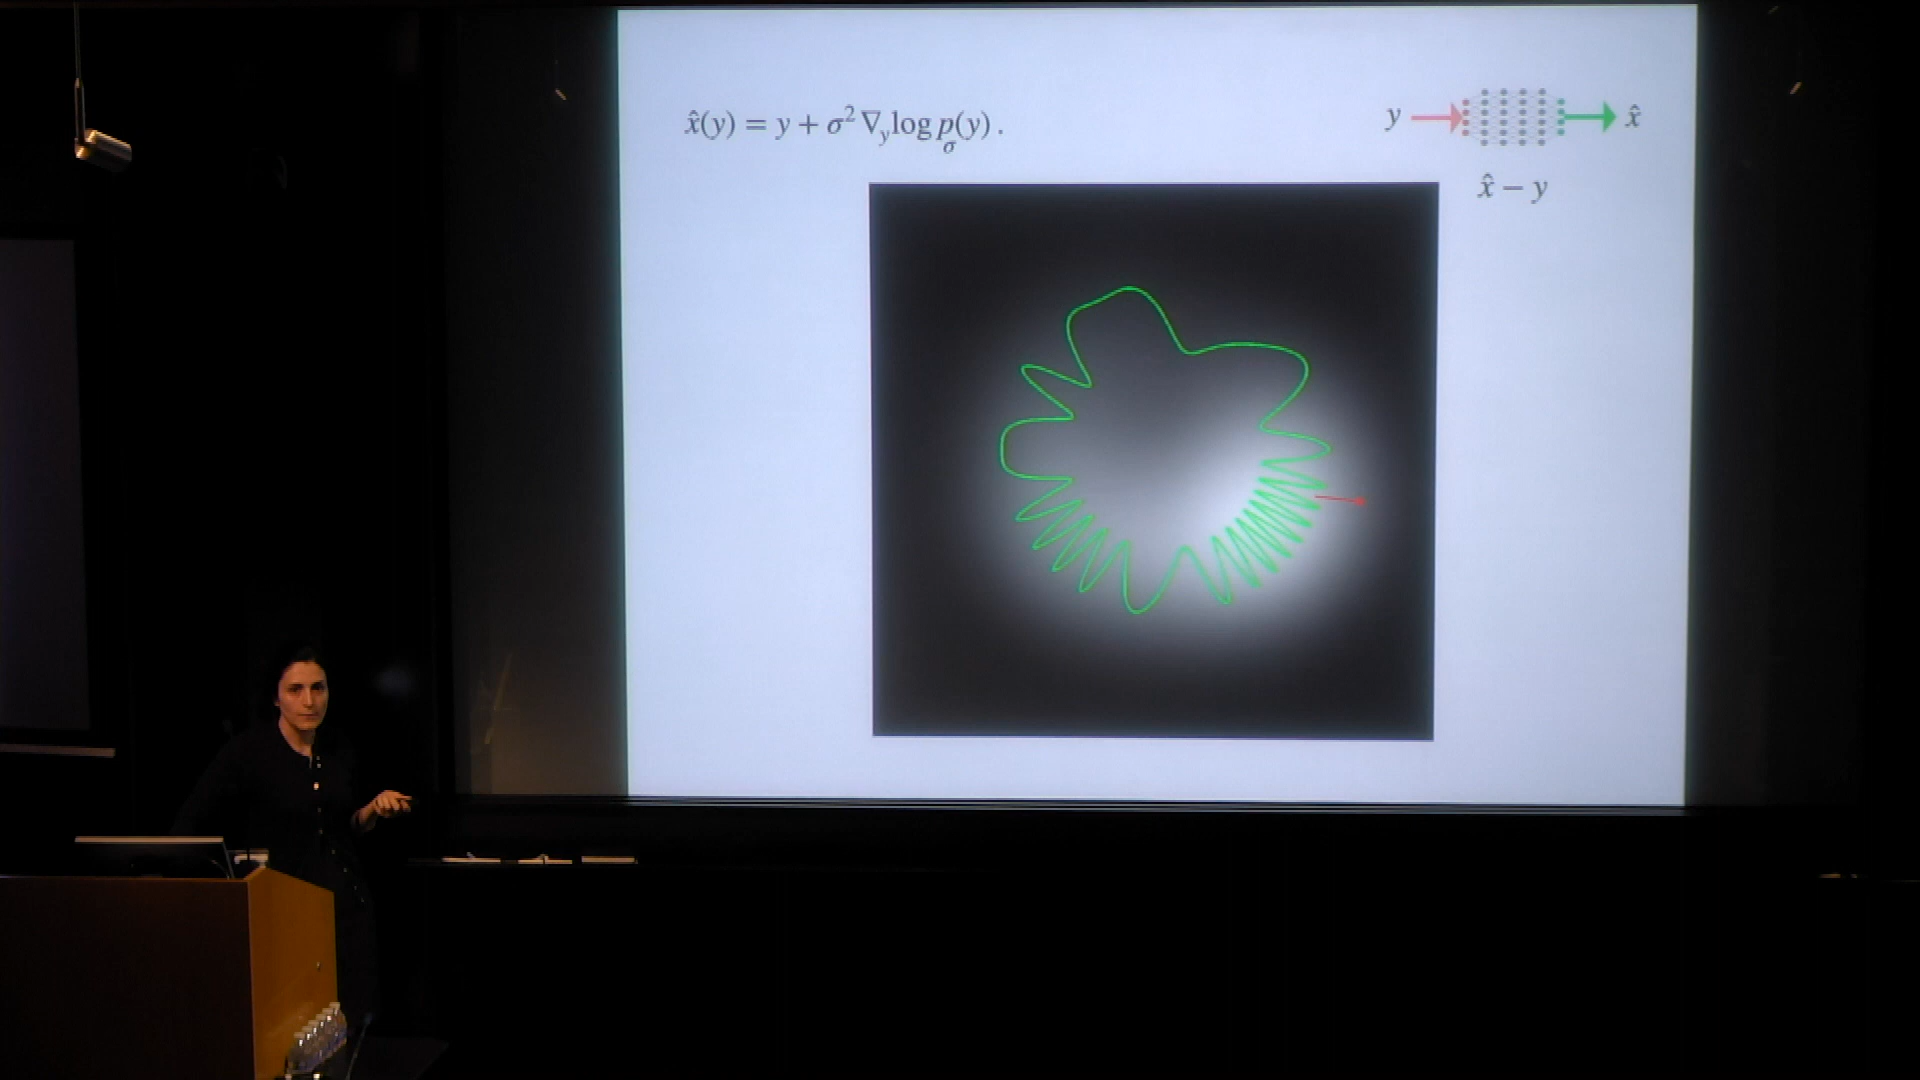 x̂(y) = y + σ² ∇_y log p_σ(y) .
y x̂
x̂ − y